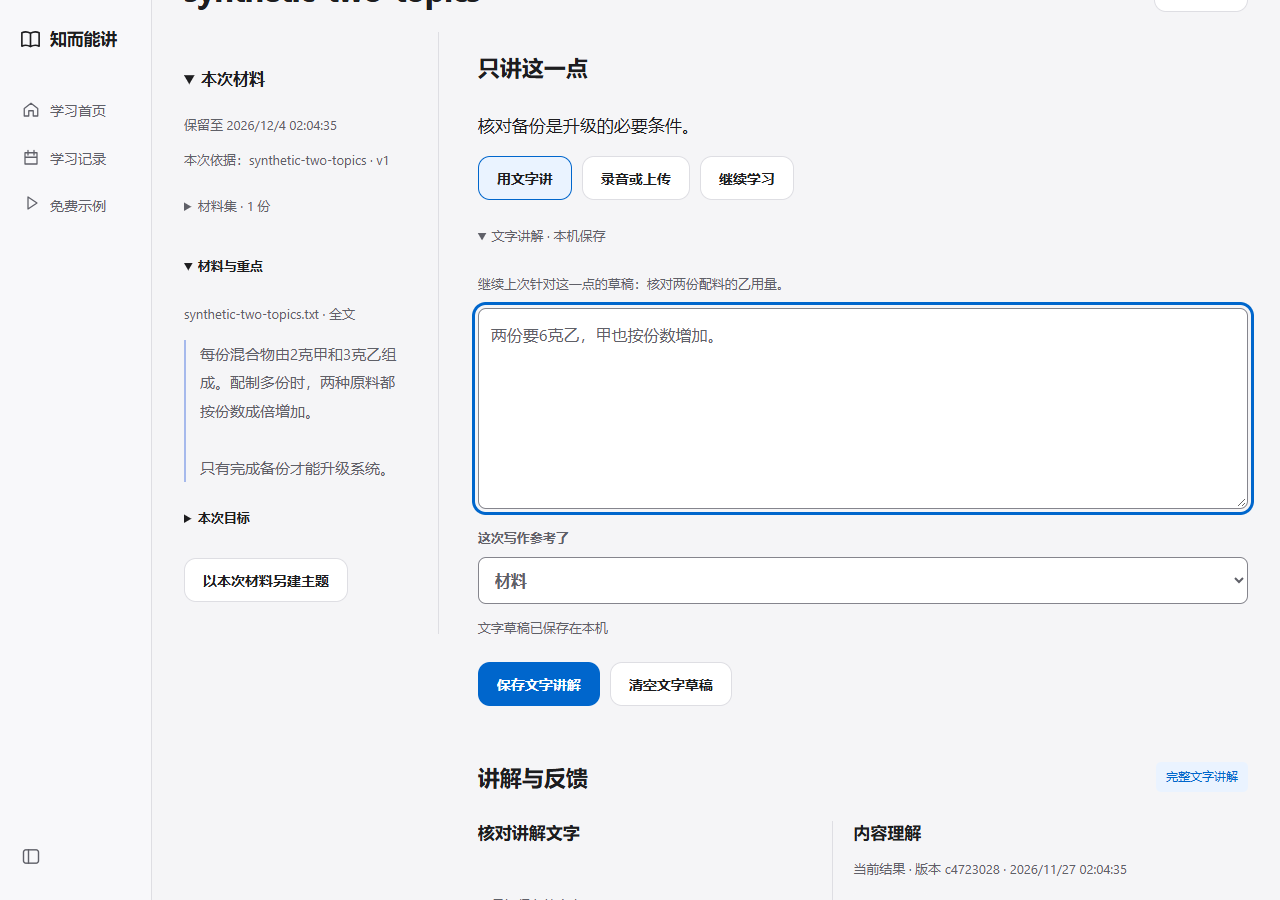 知而能讲
学习首页
学习记录
免费示例
synthetic-two-topics
本次材料
保留至 2026/12/4 02:04:35
本次依据：synthetic-two-topics · v1
材料集 · 1 份
材料与重点
synthetic-two-topics.txt · 全文
每份混合物由2克甲和3克乙组
成。配制多份时，两种原料都
按份数成倍增加。
只有完成备份才能升级系统。
本次目标
以本次材料另建主题
只讲这一点
核对备份是升级的必要条件。
用文字讲
录音或上传
继续学习
文字讲解 · 本机保存
继续上次针对这一点的草稿：核对两份配料的乙用量。
两份要6克乙，甲也按份数增加。
这次写作参考了
材料
文字草稿已保存在本机
保存文字讲解
清空文字草稿
讲解与反馈
完整文字讲解
核对讲解文字
内容理解
当前结果 · 版本 c4723028 · 2026/11/27 02:04:35